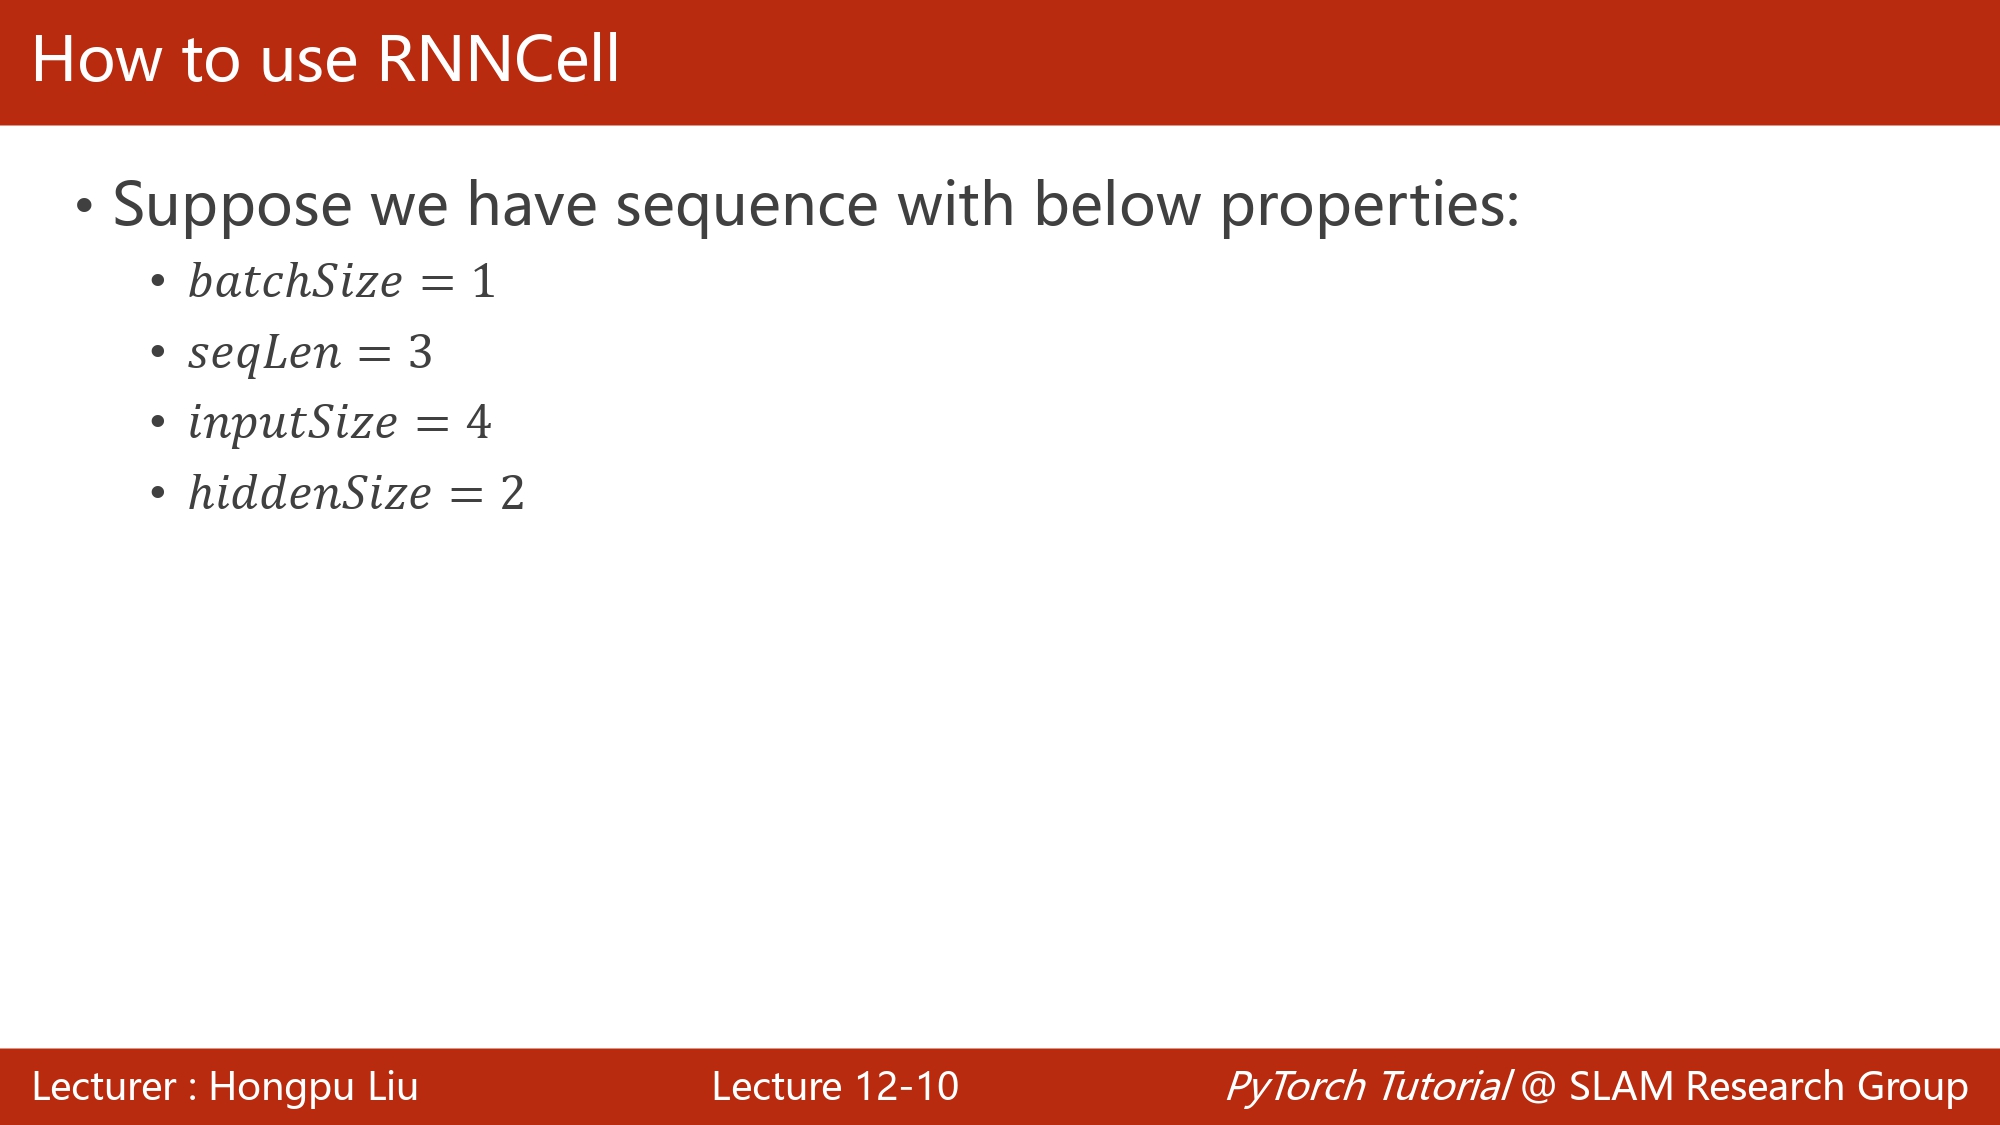 How to use RNNCell
• Suppose we have sequence with below properties:
• batchSize = 1
• seqLen = 3
• inputSize = 4
• hiddenSize = 2
Lecturer : Hongpu Liu Lecture 12-10 PyTorch Tutorial @ SLAM Research Group